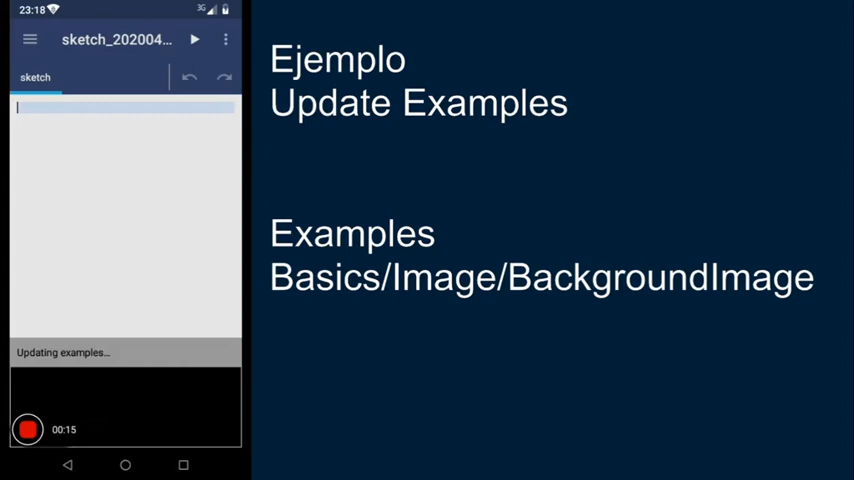 23:18
3G
sketch_202004...
sketch
Updating examples...
00:15
Ejemplo
Update Examples
Examples
Basics/Image/BackgroundImage